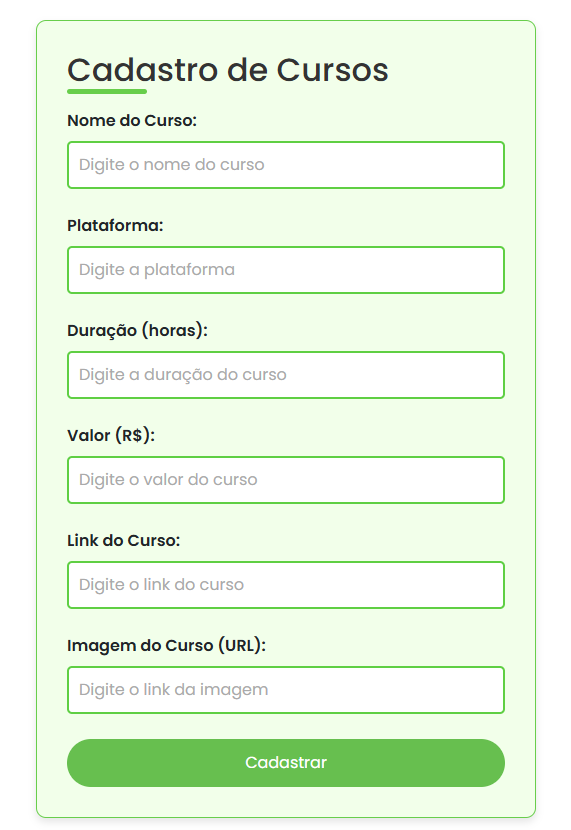 Cadastro de Cursos
Nome do Curso:
Digite o nome do curso
Plataforma:
Digite a plataforma
Duração (horas):
Digite a duração do curso
Valor (R$):
Digite o valor do curso
Link do Curso:
Digite o link do curso
Imagem do Curso (URL):
Digite o link da imagem
Cadastrar